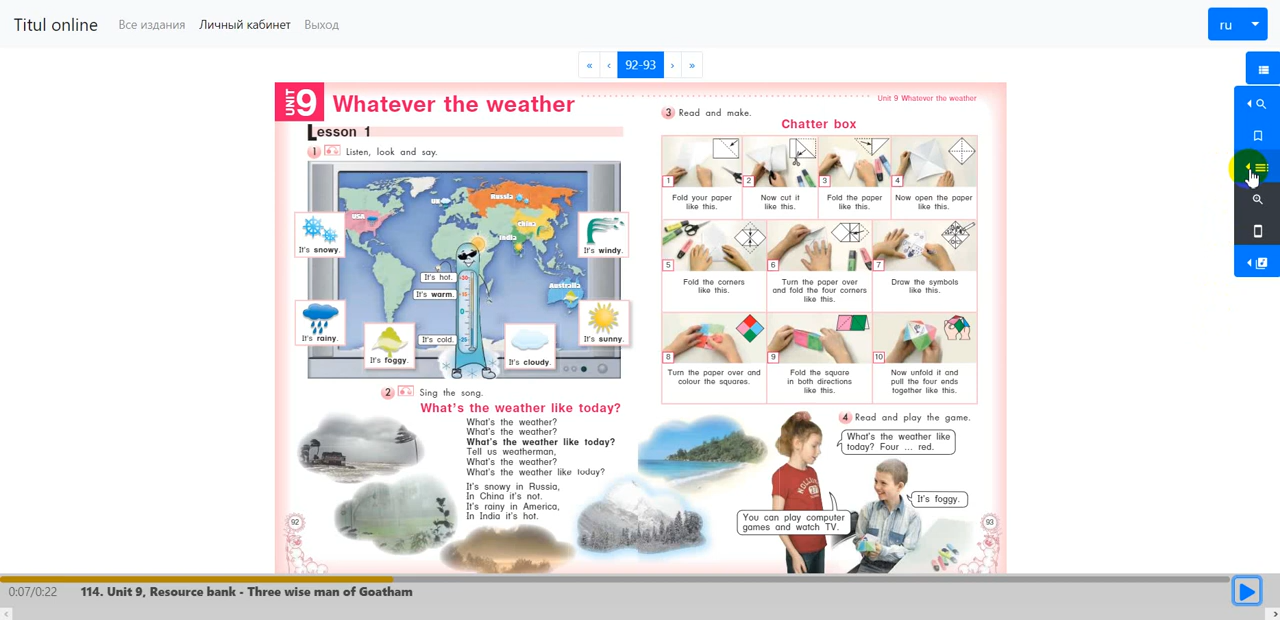 Titul online
Все издания
Личный кабинет
Выход
ru
«
‹
92-93
›
»
UNIT 9
Whatever the weather
Lesson 1
1 Listen, look and say.
Russia
UK
USA
China
India
Australia
It's snowy.
It's windy.
It's hot.
It's warm.
It's rainy.
It's foggy.
It's cold.
It's cloudy.
It's sunny.
2 Sing the song.
What's the weather like today?
What's the weather?
What's the weather?
What's the weather like today?
Tell us weatherman,
What's the weather?
What's the weather like today?
It's snowy in Russia,
In China it's not.
It's rainy in America,
In India it's hot.
92
Unit 9 Whatever the weather
3 Read and make.
Chatter box
1
Fold your paper
like this.
2
Now cut it
like this.
3
Fold the paper
like this.
4
Now open the paper
like this.
5
Fold the corners
like this.
6
Turn the paper over
and fold the four corners
like this.
7
Draw the symbols
like this.
8
Turn the paper over and
colour the squares.
9
Fold the square
in both directions
like this.
10
Now unfold it and
pull the four ends
together like this.
4 Read and play the game.
What's the weather like
today? Four ... red.
It's foggy.
You can play computer
games and watch TV.
93
0:07/0:22
114. Unit 9, Resource bank - Three wise man of Goatham